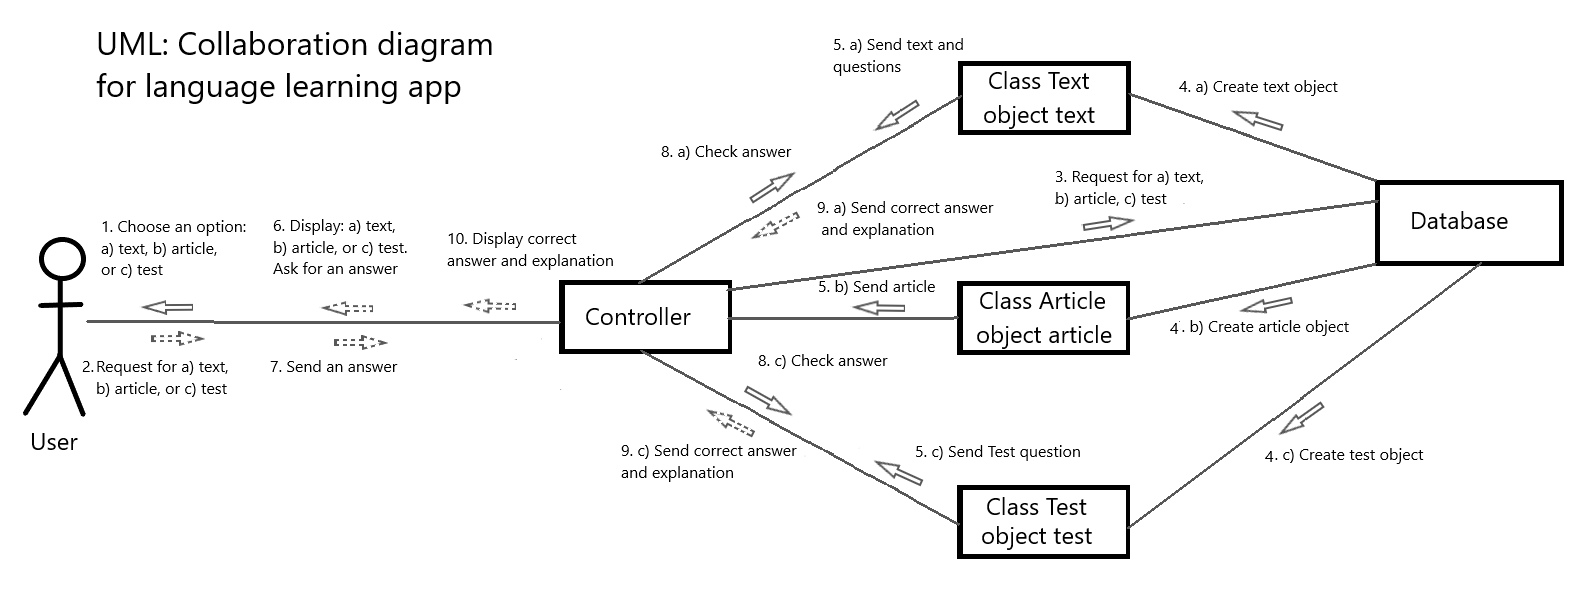 UML: Collaboration diagram
for language learning app
5. a) Send text and
questions
Class Text
object text
4. a) Create text object
8. a) Check answer
3. Request for a) text,
b) article, c) test
9. a) Send correct answer
and explanation
Database
1. Choose an option:
a) text, b) article,
or c) test
6. Display: a) text,
b) article, or c) test.
Ask for an answer
10. Display correct
answer and explanation
Controller
5. b) Send article
Class Article
object article
4. b) Create article object
2. Request for a) text,
b) article, or c) test
7. Send an answer
User
8. c) Check answer
9. c) Send correct answer
and explanation
5. c) Send Test question
4. c) Create test object
Class Test
object test